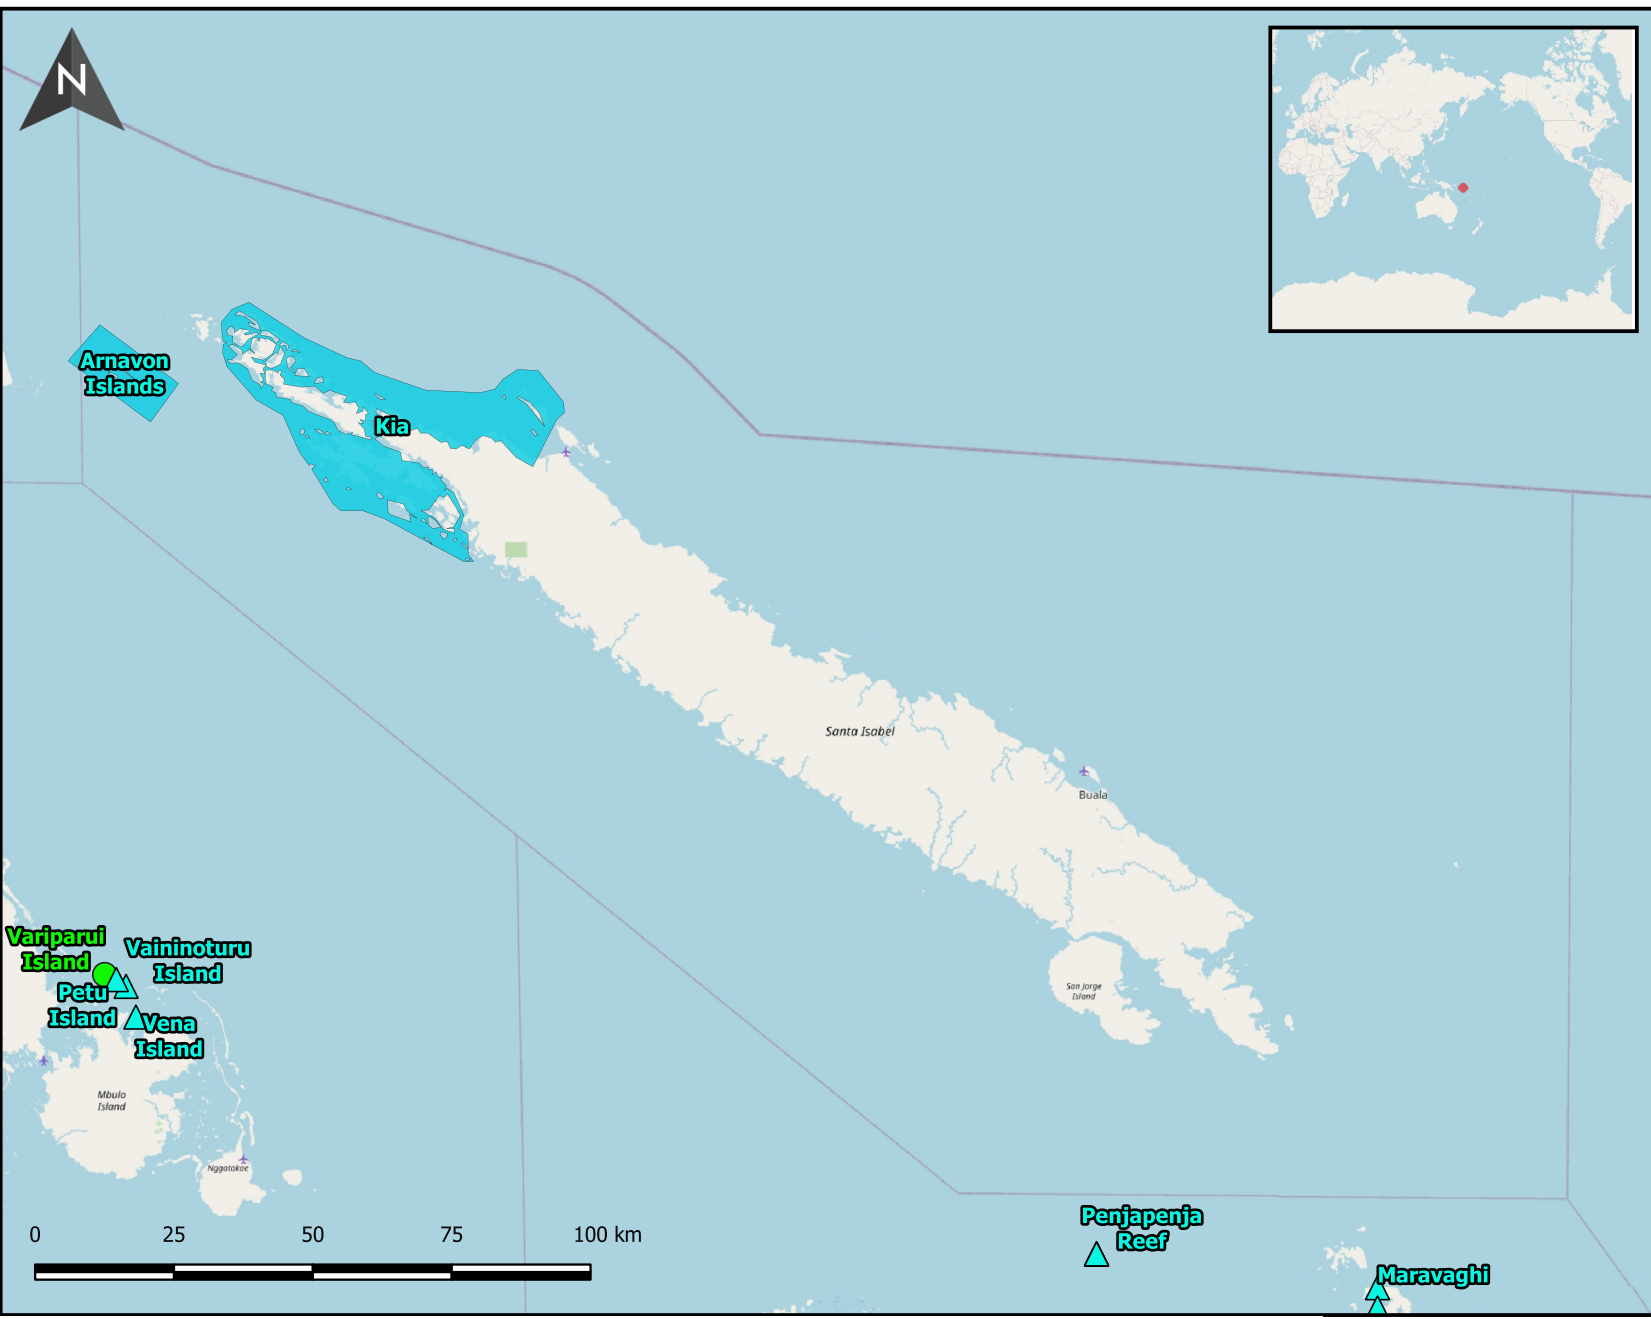 N
Arnavon
Islands
Kia
Santa Isabel
Buala
Variparui
Island
Vaininoturu
Island
Petu
Island
Vena
Island
San Jorge
Island
Mbulo
Island
Nggatokae
0 25 50 75 100 km
Penjapenja
Reef
Maravaghi